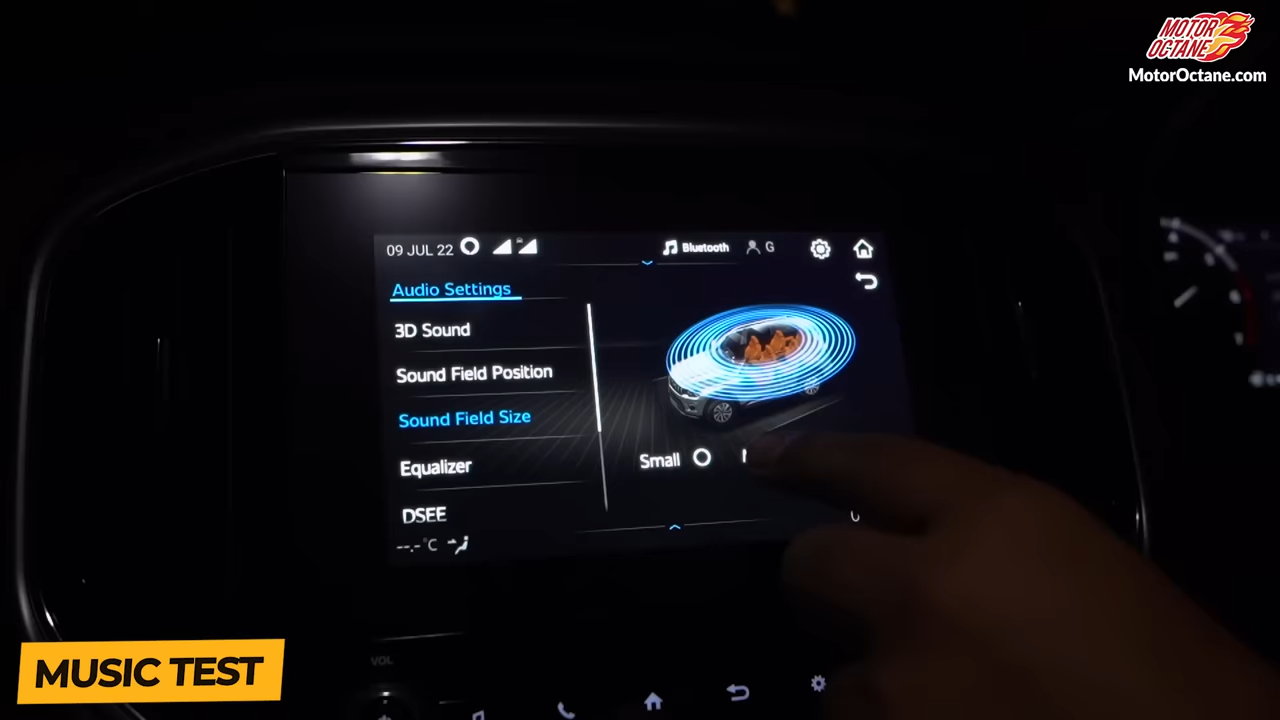 MOTOR
OCTANE
MotorOctane.com
09 JUL 22
Bluetooth
G
Audio Settings
3D Sound
Sound Field Position
Sound Field Size
Equalizer
DSEE
Small
--.-°C
VOL
MUSIC TEST